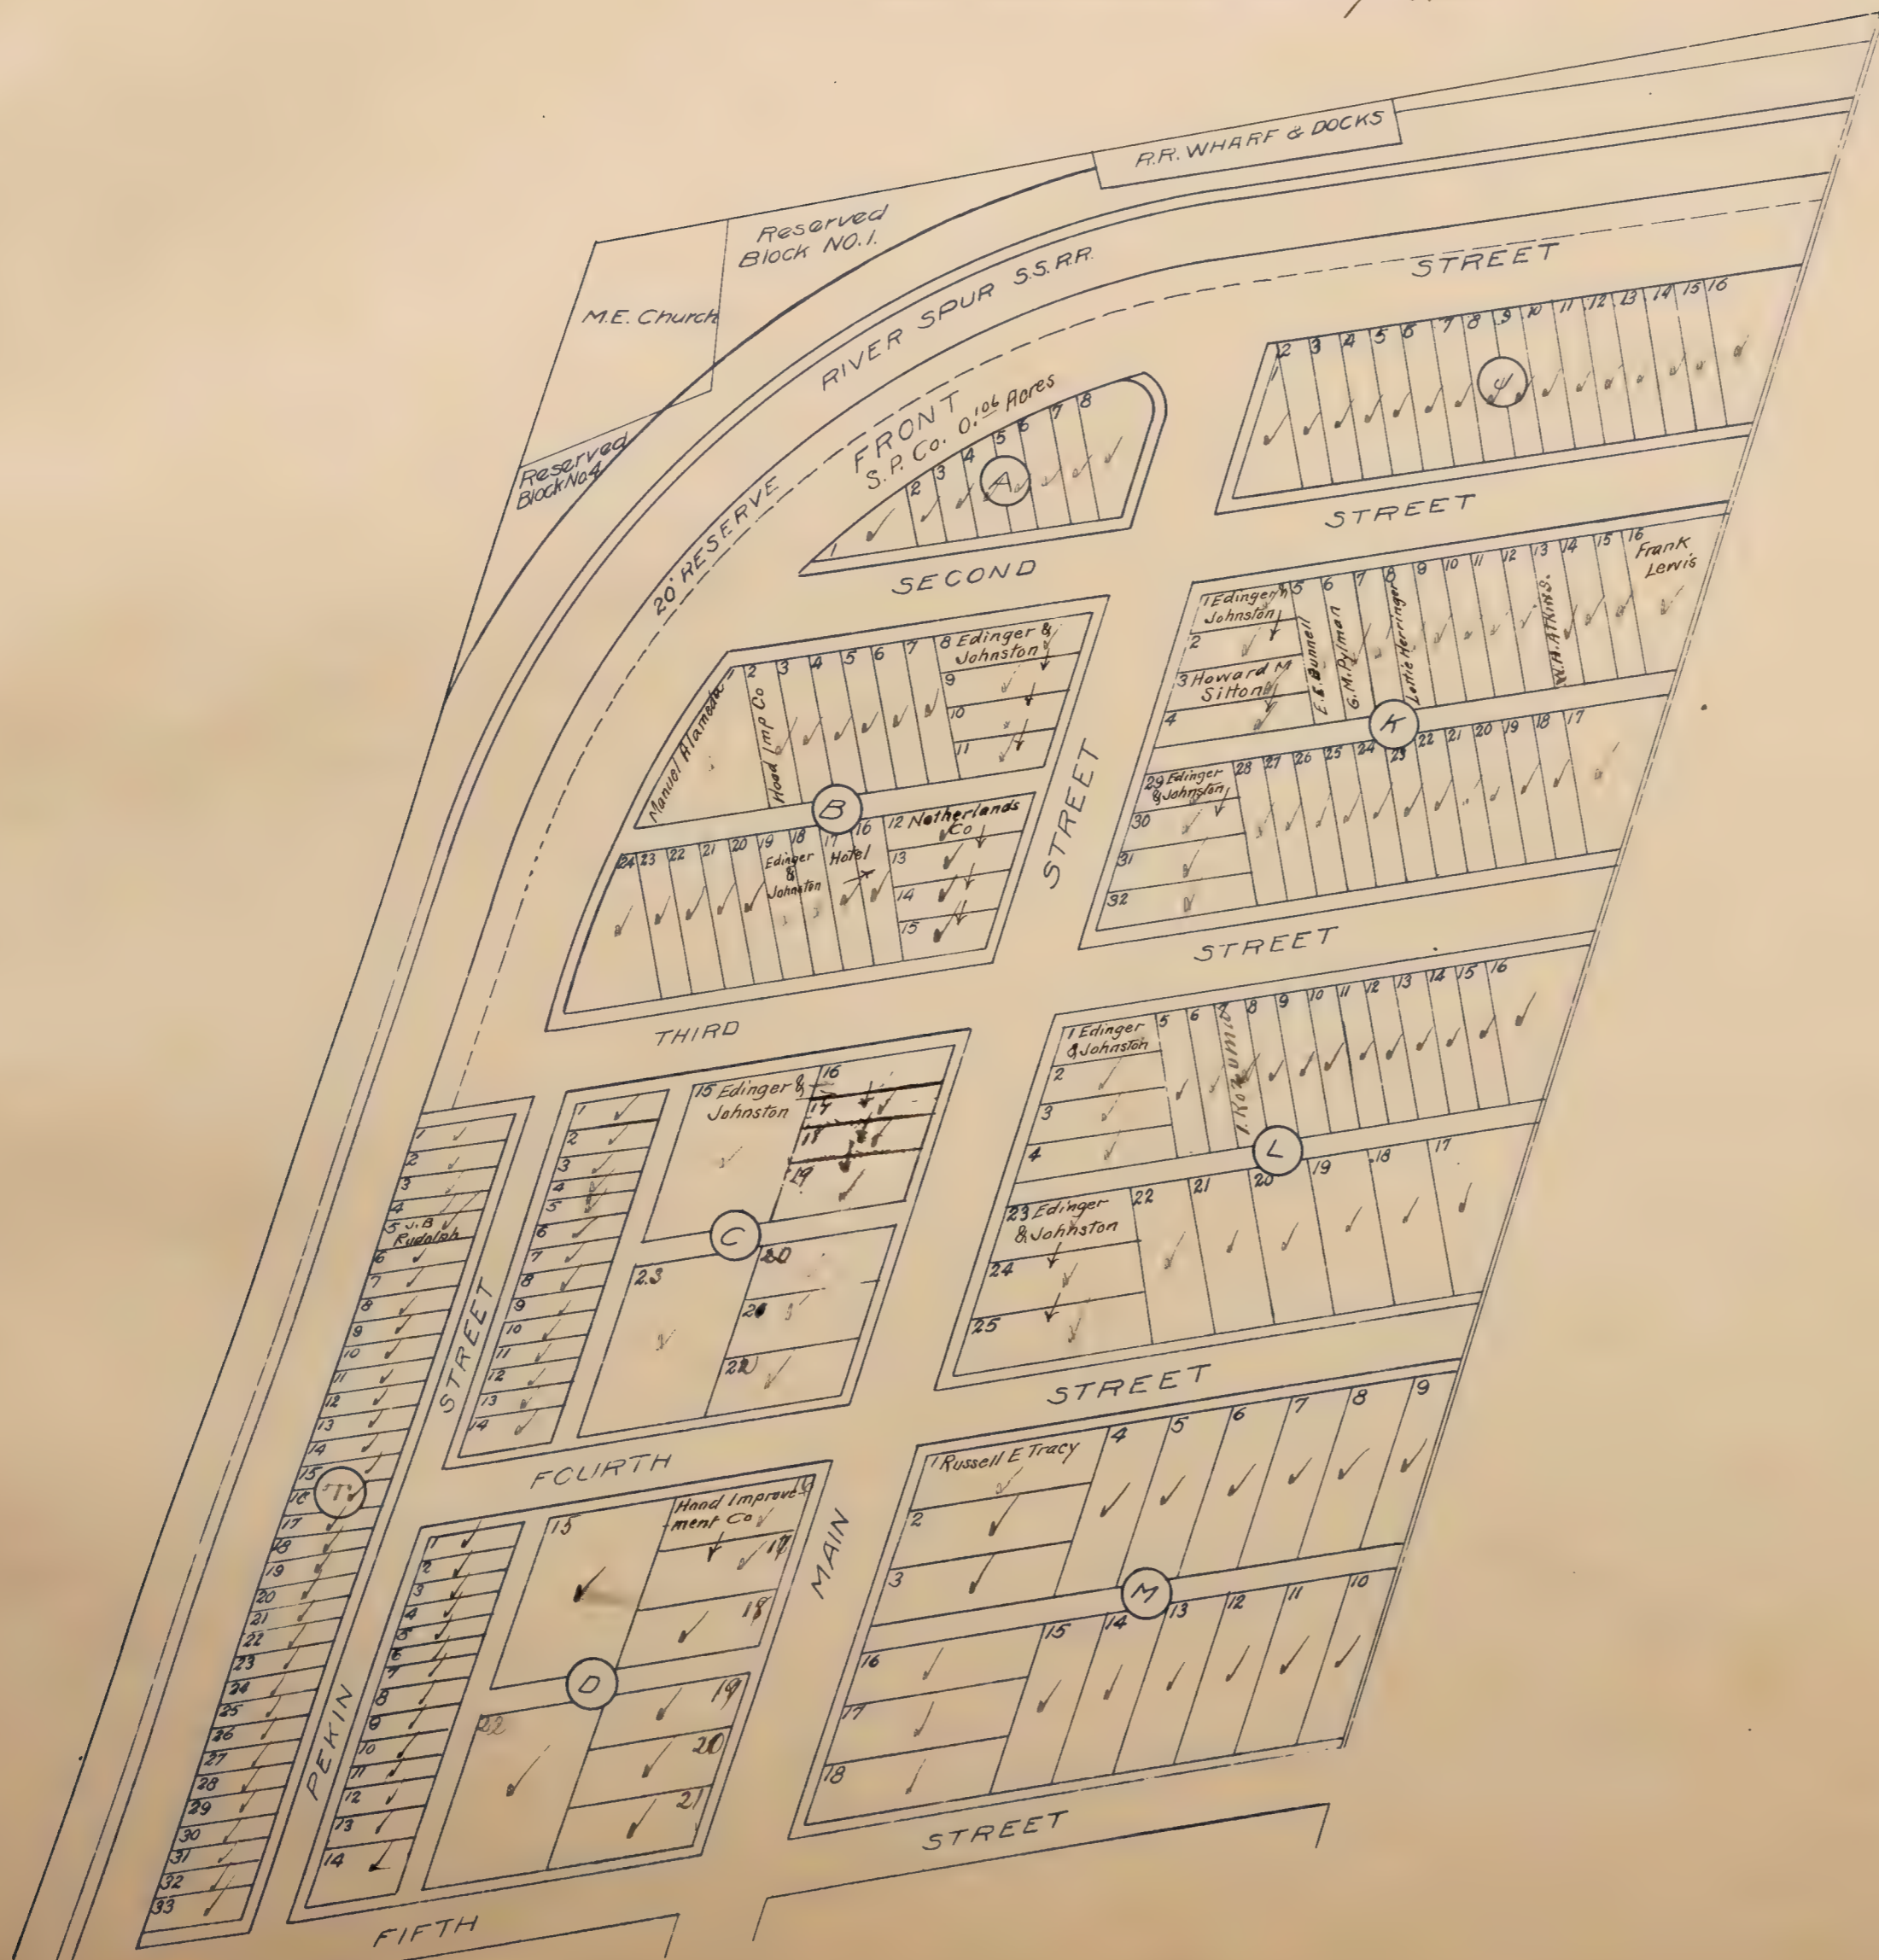 R.R. WHARF & DOCKS
Reserved
Block NO.1.
M.E. Church
Reserved
Block No.4
RIVER SPUR S.S.R.R.
20' RESERVE
FRONT
STREET
S.P. Co. 0.106 Acres
1 2 3 4 5 6 7 8
A
2 3 4 5 6 7 8 9 10 11 12 13 14 15 16
SECOND
STREET
1 2 3 4 5 6 7
Manuel Alameda
Hood Imp Co
8 Edinger &
Johnston
9
10
11
B
24 23 22 21 20 19 18 17 16
Edinger
&
Johnston
Hotel
12 Netherlands
Co
13
14
15
STREET
1 Edinger &
Johnston
2
3 Howard M
Sitton
4
5 6 7 8 9 10 11 12 13 14 15 16
E.E. Bunnell
G.M. Pylman
Lottie Herringer
W.H. Atkins.
Frank
Lewis
K
29 Edinger
& Johnston
30
31
32
28 27 26 25 24 23 22 21 20 19 18 17
THIRD
STREET
1
2
3
4
5 J.B
Rudolph
6
7
8
9
10
11
12
13
14
15
16
17
18
19
20
21
22
23
24
25
26
27
28
29
30
31
32
33
T
STREET
PEKIN
1
2
3
4
5
6
7
8
9
10
11
12
13
14
15 Edinger &
Johnston
16
17
18
19
C
23
20
21
22
1 Edinger
& Johnston
2
3
4
5 6 7 8 9 10 11 12 13 14 15 16
L
23 Edinger
& Johnston
24
25
22 21 20 19 18 17
FOURTH
STREET
1
2
3
4
5
6
7
8
9
10
11
12
13
14
15
Hood Improve-
ment Co
16
17
18
D
22
19
20
21
MAIN
1 Russell E Tracy
2
3
4 5 6 7 8 9
M
16
17
18
15 14 13 12 11 10
FIFTH
STREET